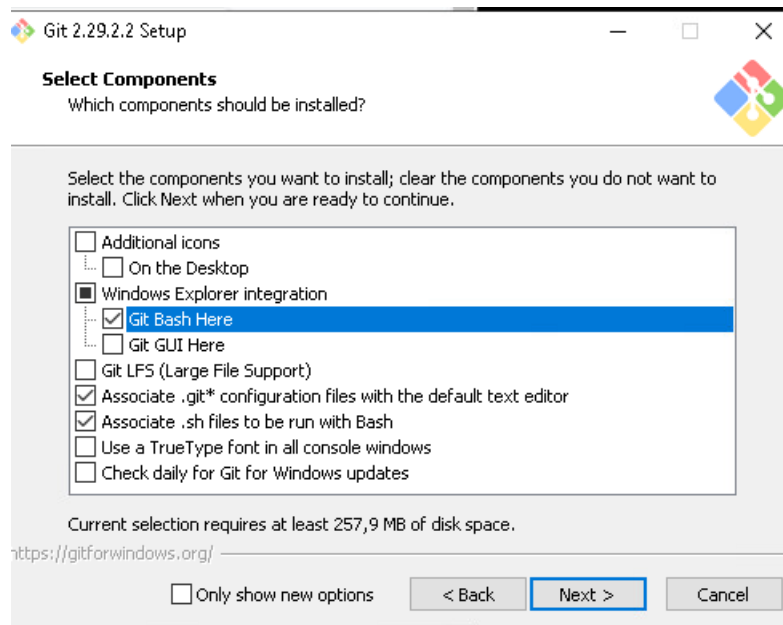 Git 2.29.2.2 Setup
Select Components
Which components should be installed?
Select the components you want to install; clear the components you do not want to
install. Click Next when you are ready to continue.
Additional icons
On the Desktop
Windows Explorer integration
Git Bash Here
Git GUI Here
Git LFS (Large File Support)
Associate .git* configuration files with the default text editor
Associate .sh files to be run with Bash
Use a TrueType font in all console windows
Check daily for Git for Windows updates
Current selection requires at least 257,9 MB of disk space.
https://gitforwindows.org/
Only show new options
< Back
Next >
Cancel